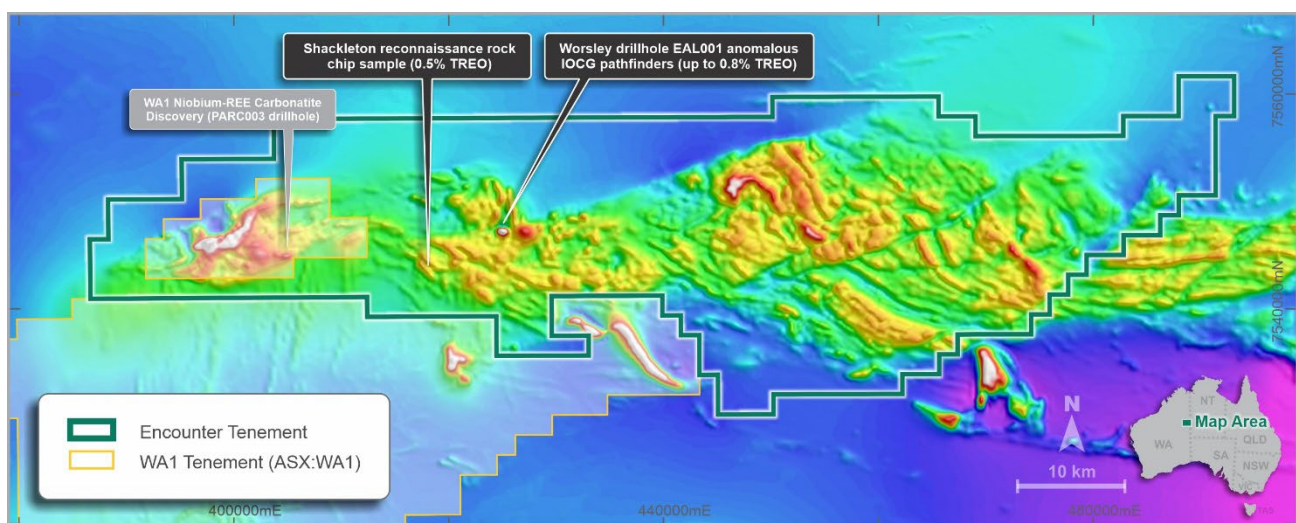 Shackleton reconnaissance rock
chip sample (0.5% TREO)
Worsley drillhole EAL001 anomalous
IOCG pathfinders (up to 0.8% TREO)
WA1 Niobium-REE Carbonatite
Discovery (PARC003 drillhole)
7560000mN
7540000mN
Encounter Tenement
WA1 Tenement (ASX:WA1)
N
10 km
NT
Map Area
WA
QLD
SA
NSW
VIC
TAS
400000mE
440000mE
480000mE